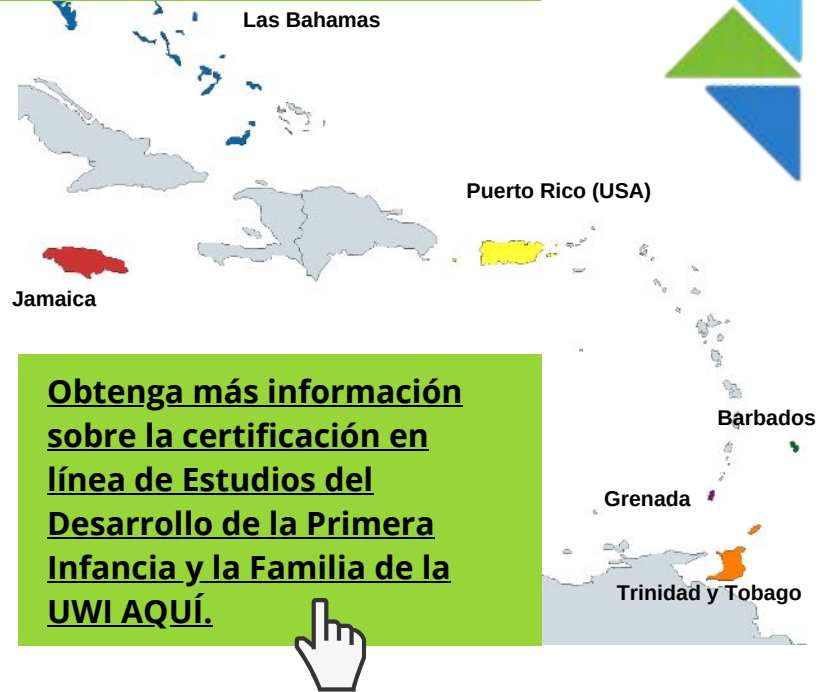 Las Bahamas
Puerto Rico (USA)
Jamaica
Obtenga más información
sobre la certificación en
línea de Estudios del
Desarrollo de la Primera
Infancia y la Familia de la
UWI AQUÍ.
Barbados
Grenada
Trinidad y Tobago